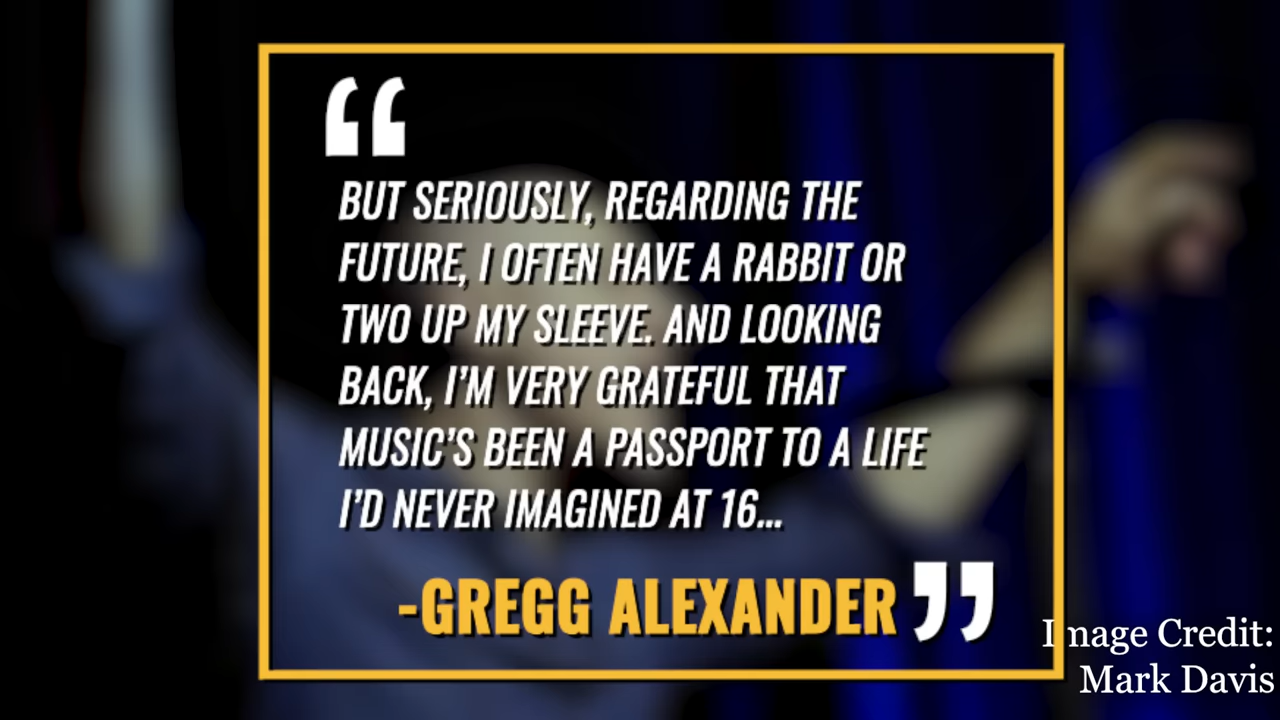 “
BUT SERIOUSLY, REGARDING THE
FUTURE, I OFTEN HAVE A RABBIT OR
TWO UP MY SLEEVE. AND LOOKING
BACK, I’M VERY GRATEFUL THAT
MUSIC’S BEEN A PASSPORT TO A LIFE
I’D NEVER IMAGINED AT 16...
-GREGG ALEXANDER ”
Image Credit:
Mark Davis